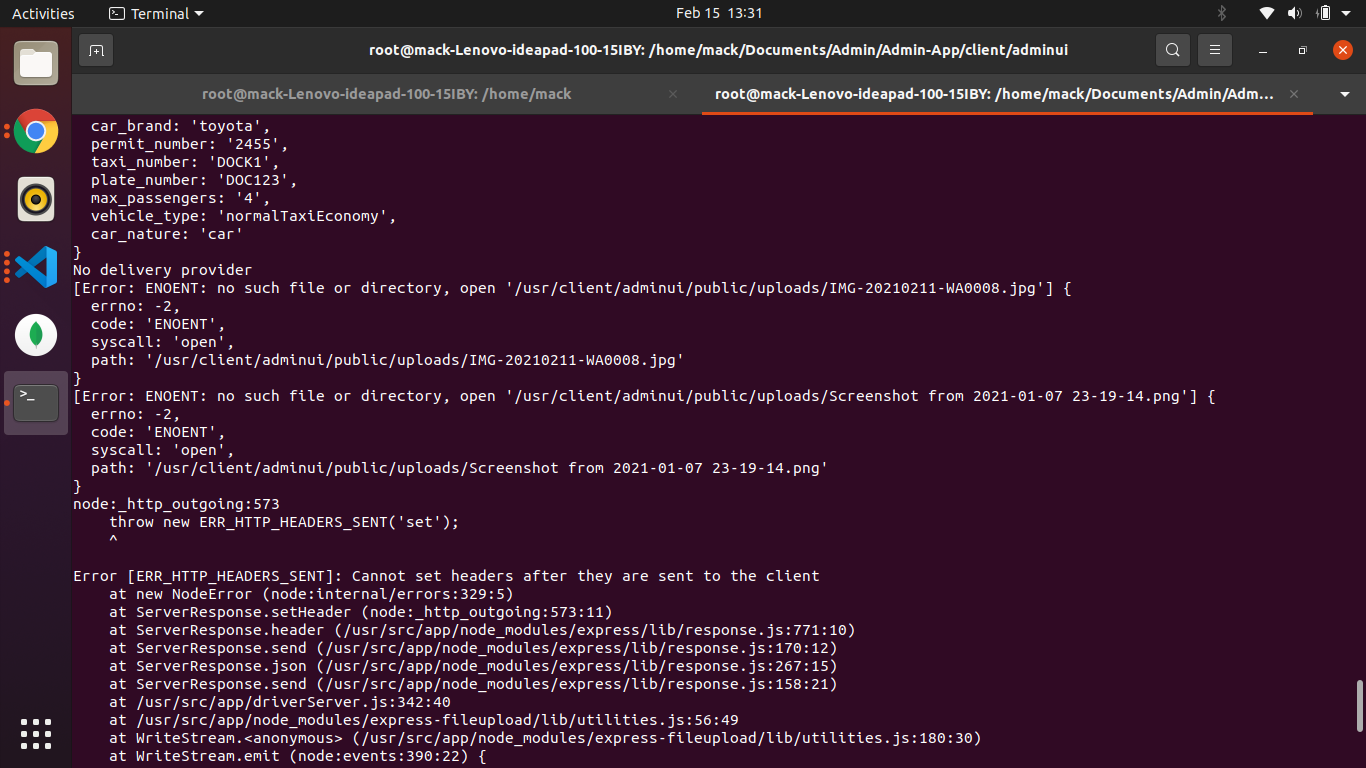 Activities
Terminal
Feb 15 13:31
root@mack-Lenovo-ideapad-100-15IBY: /home/mack/Documents/Admin/Admin-App/client/adminui
root@mack-Lenovo-ideapad-100-15IBY: /home/mack
root@mack-Lenovo-ideapad-100-15IBY: /home/mack/Documents/Admin/Adm...
car_brand: 'toyota',
permit_number: '2455',
taxi_number: 'DOCK1',
plate_number: 'DOC123',
max_passengers: '4',
vehicle_type: 'normalTaxiEconomy',
car_nature: 'car'
}
No delivery provider
[Error: ENOENT: no such file or directory, open '/usr/client/adminui/public/uploads/IMG-20210211-WA0008.jpg'] {
errno: -2,
code: 'ENOENT',
syscall: 'open',
path: '/usr/client/adminui/public/uploads/IMG-20210211-WA0008.jpg'
}
[Error: ENOENT: no such file or directory, open '/usr/client/adminui/public/uploads/Screenshot from 2021-01-07 23-19-14.png'] {
errno: -2,
code: 'ENOENT',
syscall: 'open',
path: '/usr/client/adminui/public/uploads/Screenshot from 2021-01-07 23-19-14.png'
}
node:_http_outgoing:573
throw new ERR_HTTP_HEADERS_SENT('set');
^
Error [ERR_HTTP_HEADERS_SENT]: Cannot set headers after they are sent to the client
at new NodeError (node:internal/errors:329:5)
at ServerResponse.setHeader (node:_http_outgoing:573:11)
at ServerResponse.header (/usr/src/app/node_modules/express/lib/response.js:771:10)
at ServerResponse.send (/usr/src/app/node_modules/express/lib/response.js:170:12)
at ServerResponse.json (/usr/src/app/node_modules/express/lib/response.js:267:15)
at ServerResponse.send (/usr/src/app/node_modules/express/lib/response.js:158:21)
at /usr/src/app/driverServer.js:342:40
at /usr/src/app/node_modules/express-fileupload/lib/utilities.js:56:49
at WriteStream.<anonymous> (/usr/src/app/node_modules/express-fileupload/lib/utilities.js:180:30)
at WriteStream.emit (node:events:390:22) {